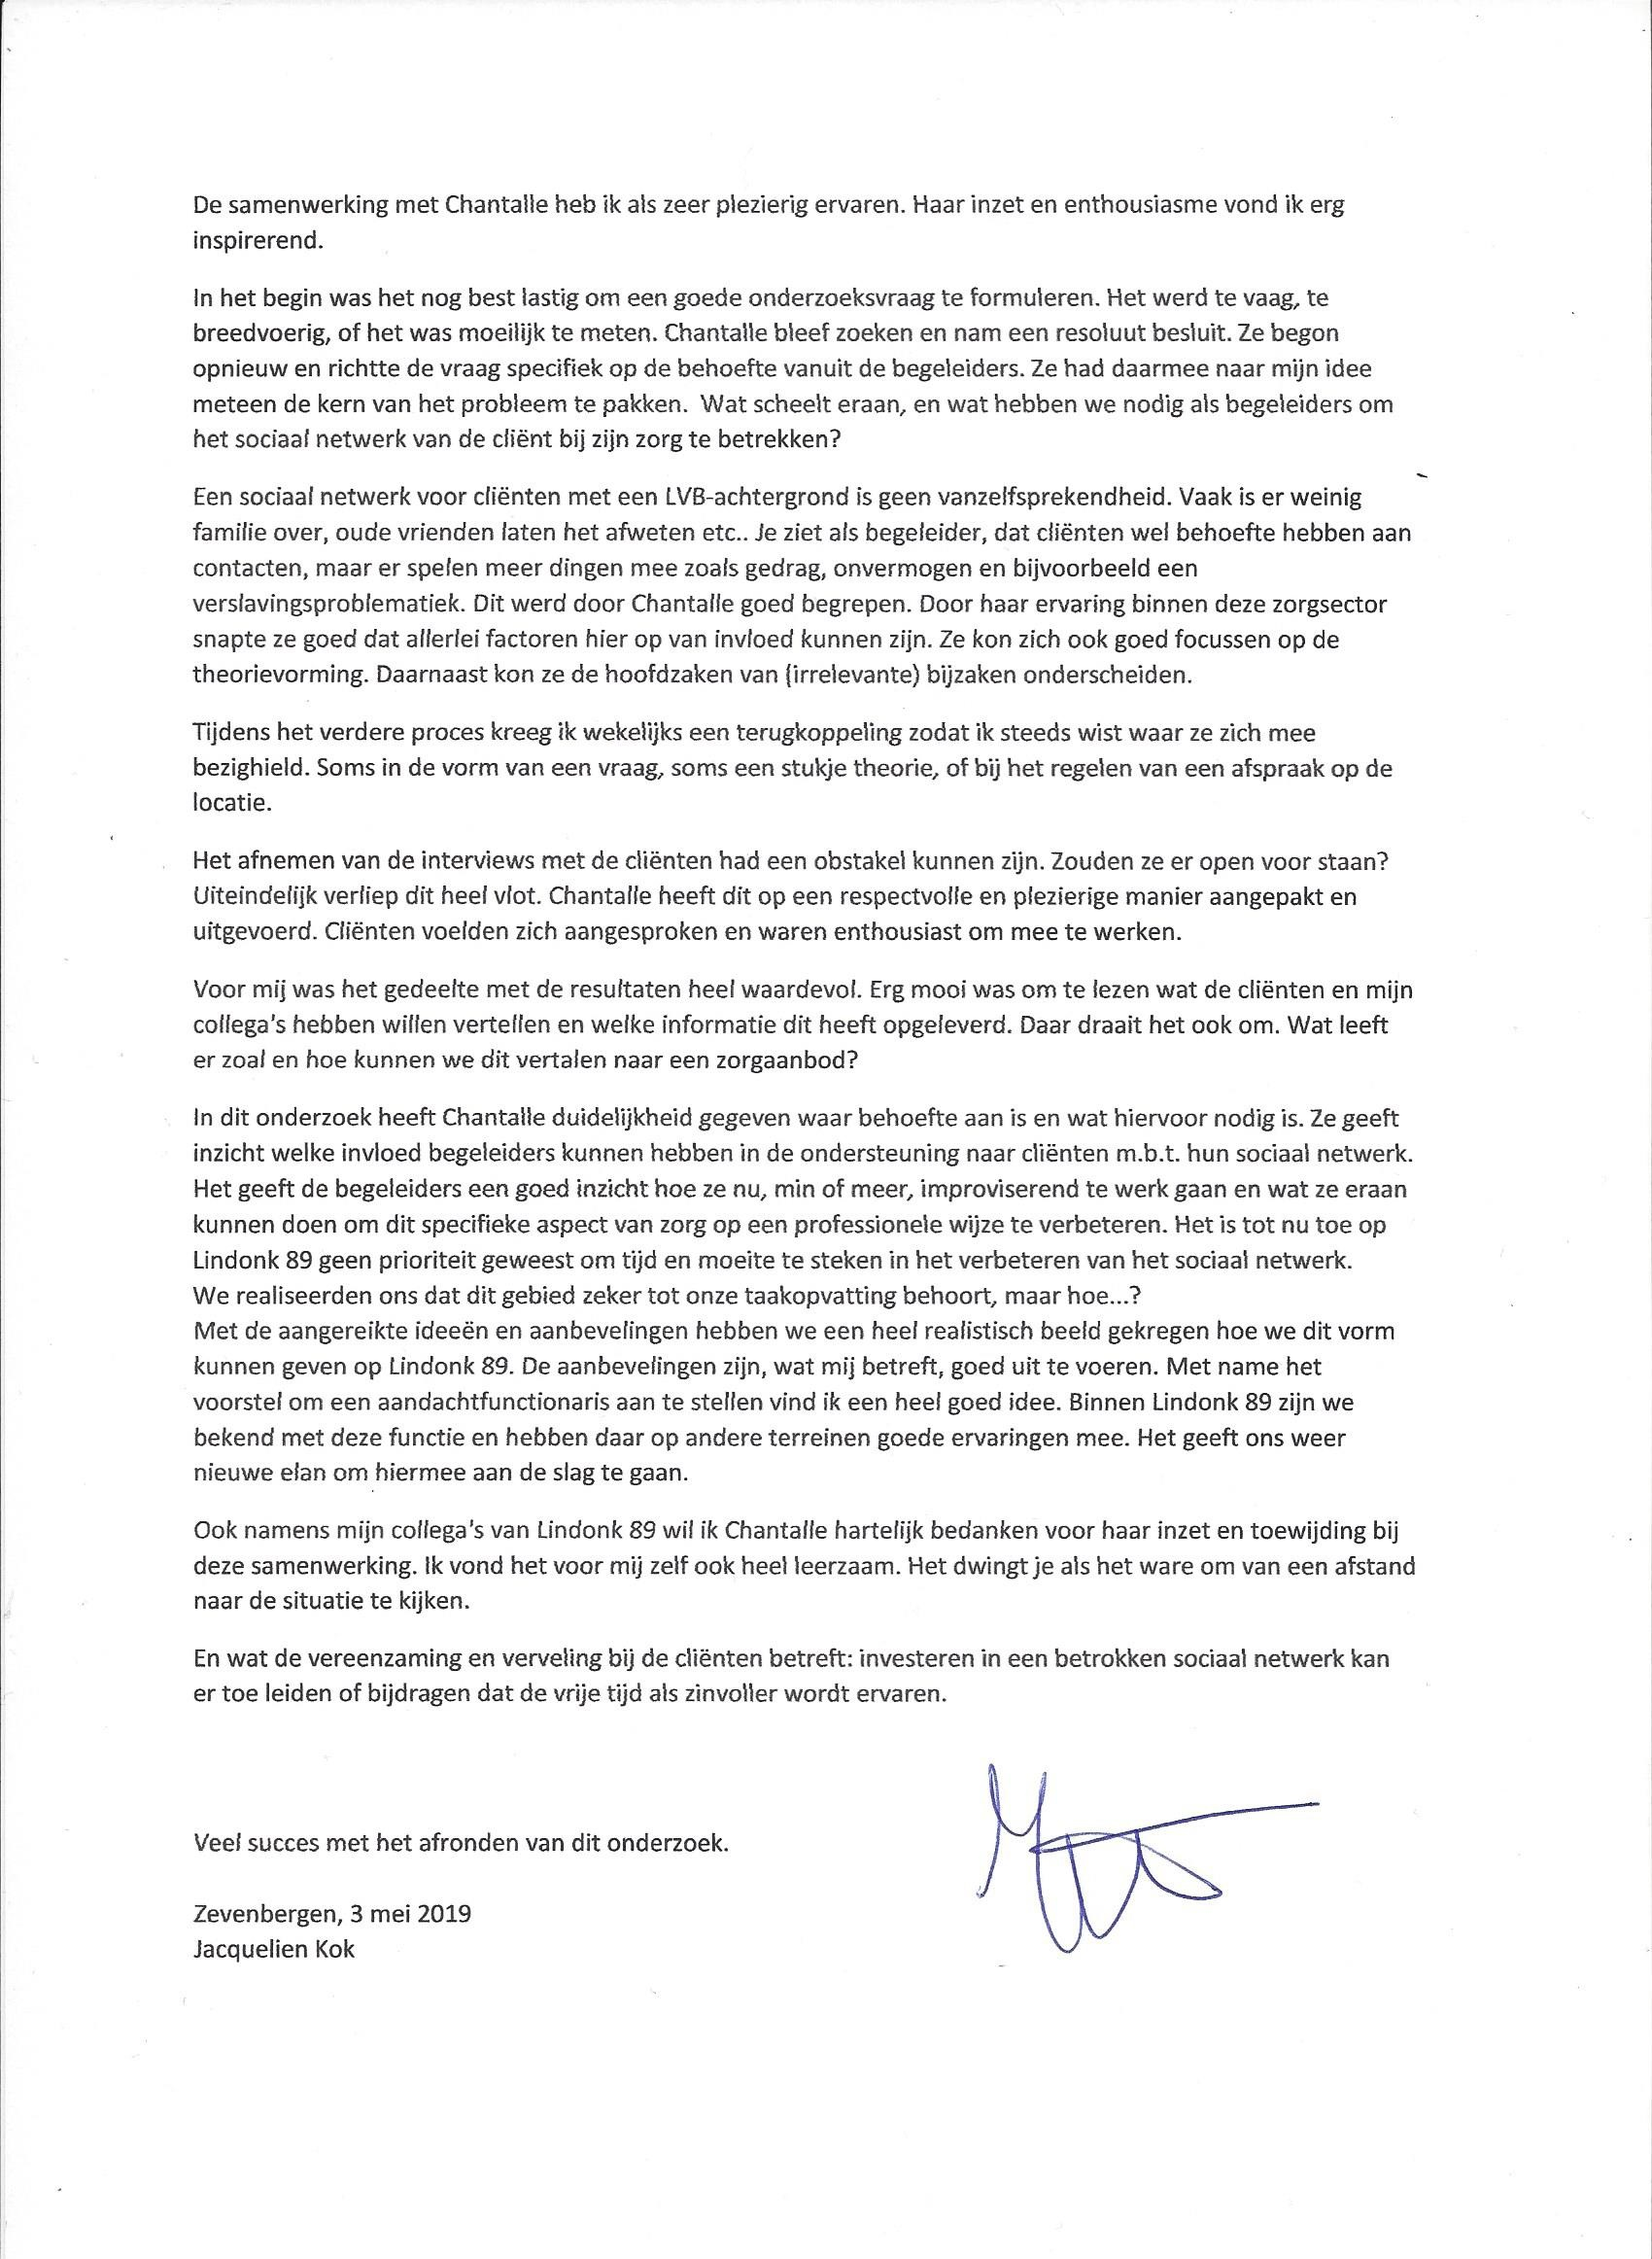 De samenwerking met Chantalle heb ik als zeer plezierig ervaren. Haar inzet en enthousiasme vond ik erg
inspirerend.
In het begin was het nog best lastig om een goede onderzoeksvraag te formuleren. Het werd te vaag, te
breedvoerig, of het was moeilijk te meten. Chantalle bleef zoeken en nam een resoluut besluit. Ze begon
opnieuw en richtte de vraag specifiek op de behoefte vanuit de begeleiders. Ze had daarmee naar mijn idee
meteen de kern van het probleem te pakken.  Wat scheelt eraan, en wat hebben we nodig als begeleiders om
het sociaal netwerk van de cliënt bij zijn zorg te betrekken?
Een sociaal netwerk voor cliënten met een LVB-achtergrond is geen vanzelfsprekendheid. Vaak is er weinig
familie over, oude vrienden laten het afweten etc.. Je ziet als begeleider, dat cliënten wel behoefte hebben aan
contacten, maar er spelen meer dingen mee zoals gedrag, onvermogen en bijvoorbeeld een
verslavingsproblematiek. Dit werd door Chantalle goed begrepen. Door haar ervaring binnen deze zorgsector
snapte ze goed dat allerlei factoren hier op van invloed kunnen zijn. Ze kon zich ook goed focussen op de
theorievorming. Daarnaast kon ze de hoofdzaken van (irrelevante) bijzaken onderscheiden.
Tijdens het verdere proces kreeg ik wekelijks een terugkoppeling zodat ik steeds wist waar ze zich mee
bezighield. Soms in de vorm van een vraag, soms een stukje theorie, of bij het regelen van een afspraak op de
locatie.
Het afnemen van de interviews met de cliënten had een obstakel kunnen zijn. Zouden ze er open voor staan?
Uiteindelijk verliep dit heel vlot. Chantalle heeft dit op een respectvolle en plezierige manier aangepakt en
uitgevoerd. Cliënten voelden zich aangesproken en waren enthousiast om mee te werken.
Voor mij was het gedeelte met de resultaten heel waardevol. Erg mooi was om te lezen wat de cliënten en mijn
collega's hebben willen vertellen en welke informatie dit heeft opgeleverd. Daar draait het ook om. Wat leeft
er zoal en hoe kunnen we dit vertalen naar een zorgaanbod?
In dit onderzoek heeft Chantalle duidelijkheid gegeven waar behoefte aan is en wat hiervoor nodig is. Ze geeft
inzicht welke invloed begeleiders kunnen hebben in de ondersteuning naar cliënten m.b.t. hun sociaal netwerk.
Het geeft de begeleiders een goed inzicht hoe ze nu, min of meer, improviserend te werk gaan en wat ze eraan
kunnen doen om dit specifieke aspect van zorg op een professionele wijze te verbeteren. Het is tot nu toe op
Lindonk 89 geen prioriteit geweest om tijd en moeite te steken in het verbeteren van het sociaal netwerk.
We realiseerden ons dat dit gebied zeker tot onze taakopvatting behoort, maar hoe...?
Met de aangereikte ideeën en aanbevelingen hebben we een heel realistisch beeld gekregen hoe we dit vorm
kunnen geven op Lindonk 89. De aanbevelingen zijn, wat mij betreft, goed uit te voeren. Met name het
voorstel om een aandachtfunctionaris aan te stellen vind ik een heel goed idee. Binnen Lindonk 89 zijn we
bekend met deze functie en hebben daar op andere terreinen goede ervaringen mee. Het geeft ons weer
nieuwe elan om hiermee aan de slag te gaan.
Ook namens mijn collega's van Lindonk 89 wil ik Chantalle hartelijk bedanken voor haar inzet en toewijding bij
deze samenwerking. Ik vond het voor mij zelf ook heel leerzaam. Het dwingt je als het ware om van een afstand
naar de situatie te kijken.
En wat de vereenzaming en verveling bij de cliënten betreft: investeren in een betrokken sociaal netwerk kan
er toe leiden of bijdragen dat de vrije tijd als zinvoller wordt ervaren.
Veel succes met het afronden van dit onderzoek.
Zevenbergen, 3 mei 2019
Jacquelien Kok